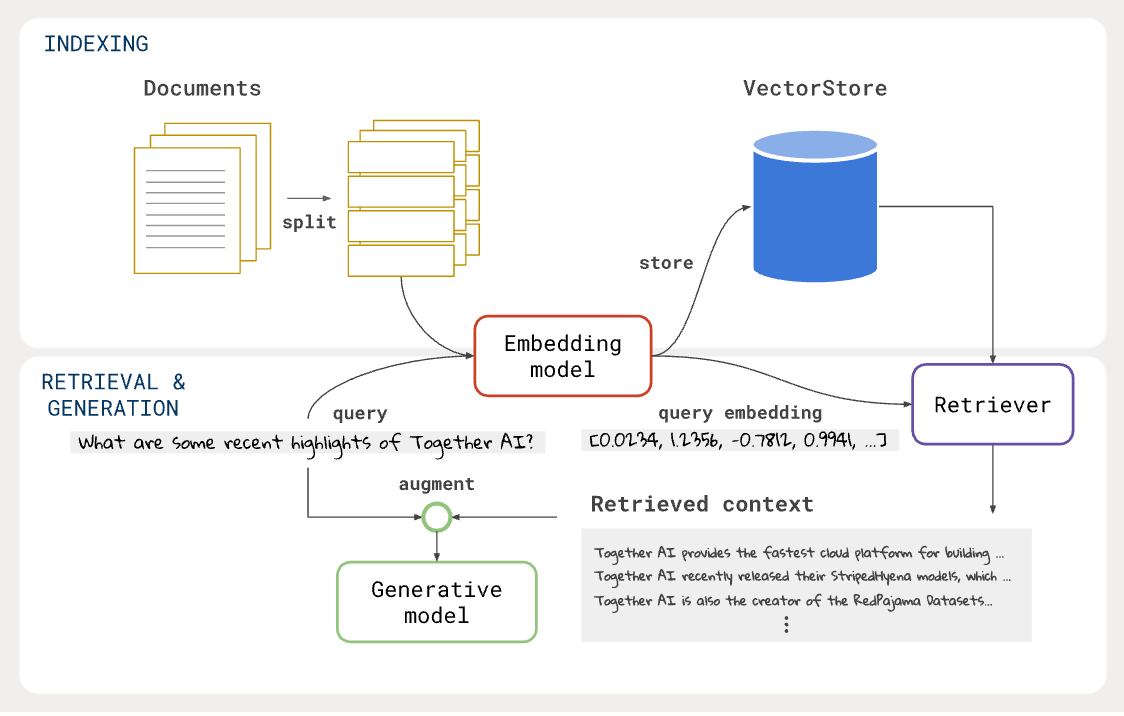 INDEXING
Documents
VectorStore
split
store
Embedding
model
RETRIEVAL &
GENERATION
Retriever
query
query embedding
What are some recent highlights of Together AI?
[0.0234, 1.2356, -0.7812, 0.9941, ...]
augment
Retrieved context
Together AI provides the fastest cloud platform for building ...
Together AI recently released their StripedHyena models, which ...
Together AI is also the creator of the RedPajama Datasets...
Generative
model